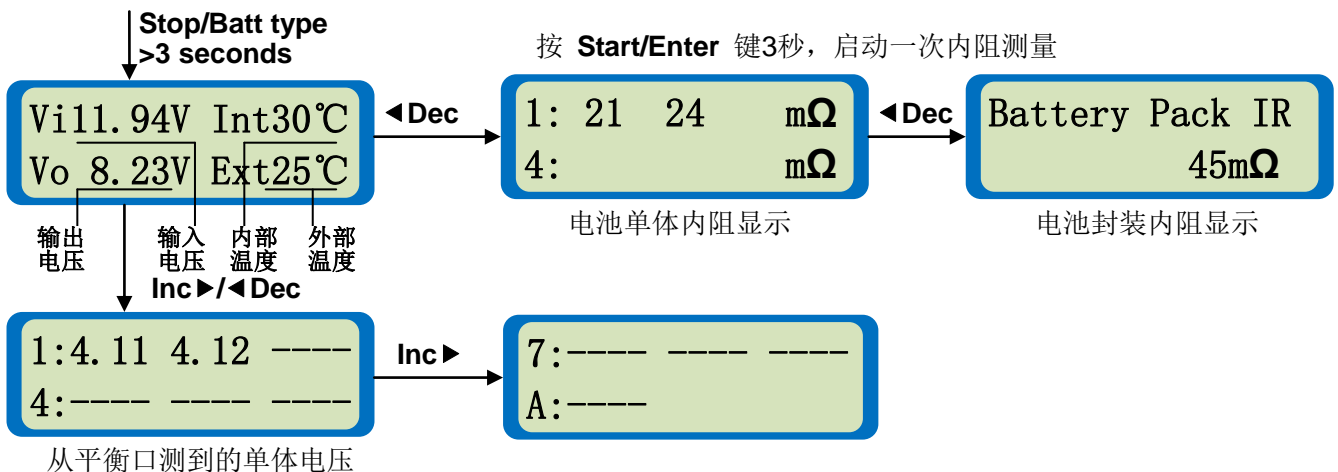 Stop/Batt type
>3 seconds
按 Start/Enter 键3秒，启动一次内阻测量
Vi11.94V Int30℃
Vo 8.23V Ext25℃
◀Dec
1: 21 24 mΩ
4: mΩ
◀Dec
Battery Pack IR
45mΩ
电池单体内阻显示
电池封装内阻显示
输出
电压
输入
电压
内部
温度
外部
温度
Inc▶/◀Dec
1:4.11 4.12 ----
4:---- ---- ----
Inc▶
7:---- ---- ----
A:----
从平衡口测到的单体电压